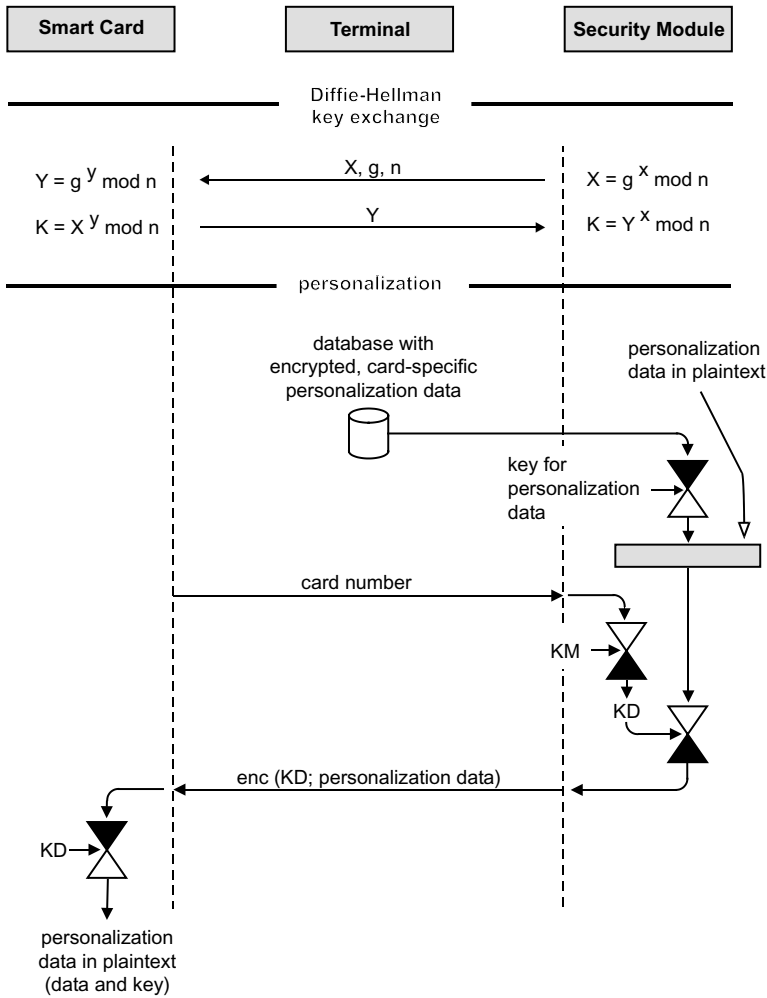 Smart Card
Terminal
Security Module
Diffie-Hellman
key exchange
Y = g y mod n
X, g, n
X = g x mod n
K = X y mod n
Y
K = Y x mod n
personalization
database with
encrypted, card-specific
personalization data
personalization
data in plaintext
key for
personalization
data
card number
KM
KD
enc (KD; personalization data)
KD
personalization
data in plaintext
(data and key)